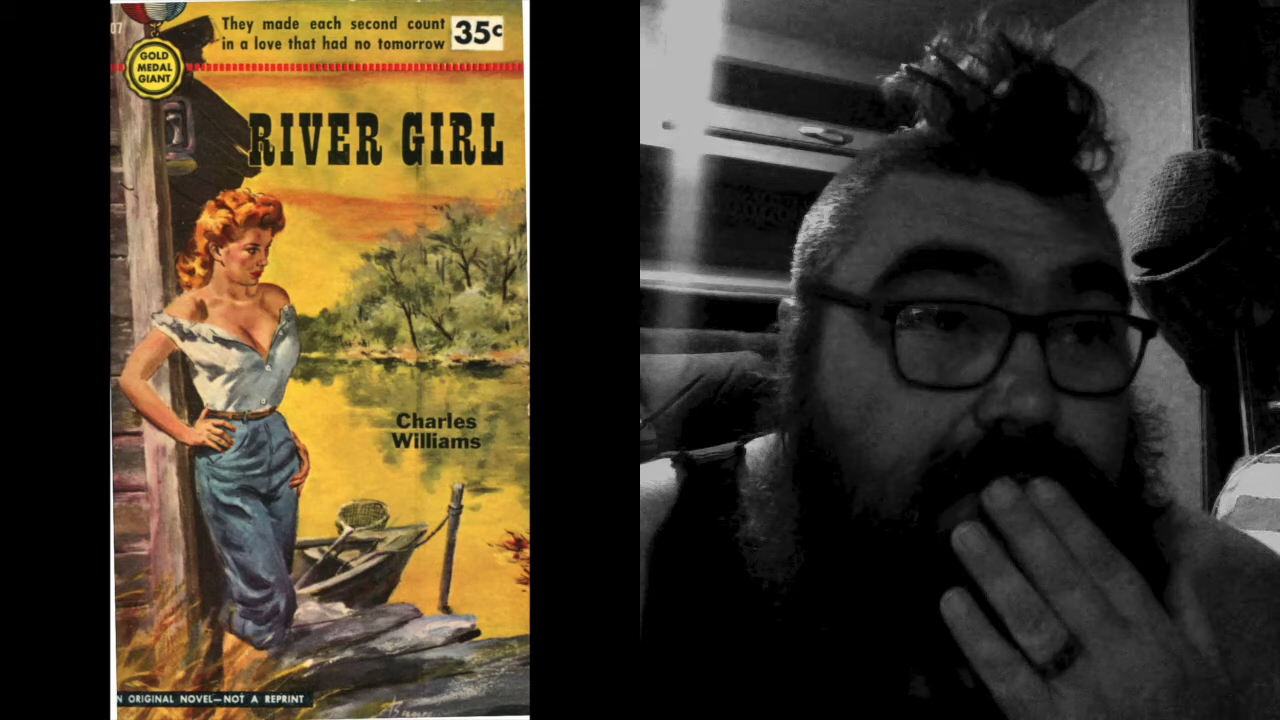 07
They made each second count
in a love that had no tomorrow
35¢
GOLD
MEDAL
GIANT
RIVER GIRL
Charles
Williams
N ORIGINAL NOVEL—NOT A REPRINT